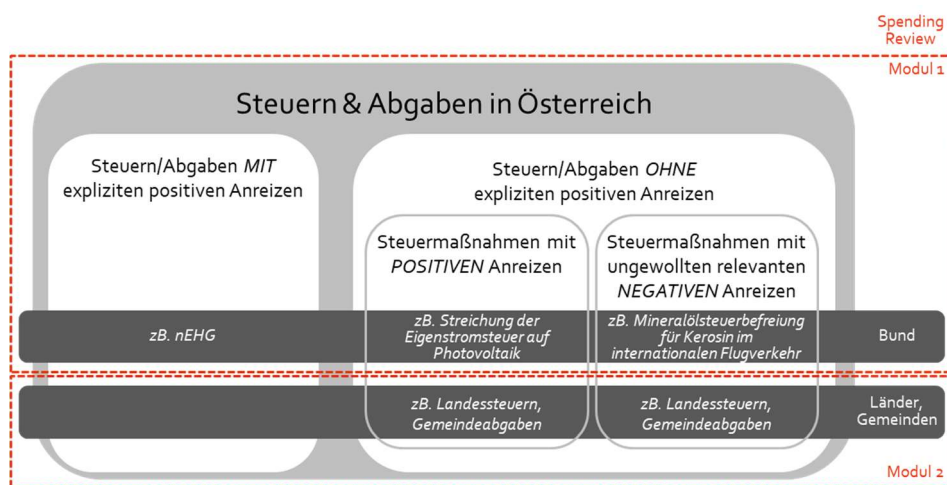 Spending
Review
Modul 1
Steuern & Abgaben in Österreich
Steuern/Abgaben MIT
expliziten positiven Anreizen
Steuern/Abgaben OHNE
expliziten positiven Anreizen
Steuermaßnahmen mit
POSITIVEN Anreizen
Steuermaßnahmen mit
ungewollten relevanten
NEGATIVEN Anreizen
zB. nEHG
zB. Streichung der
Eigenstromsteuer auf
Photovoltaik
zB. Mineralölsteuerbefreiung
für Kerosin im
internationalen Flugverkehr
Bund
zB. Landessteuern,
Gemeindeabgaben
zB. Landessteuern,
Gemeindeabgaben
Länder,
Gemeinden
Modul 2